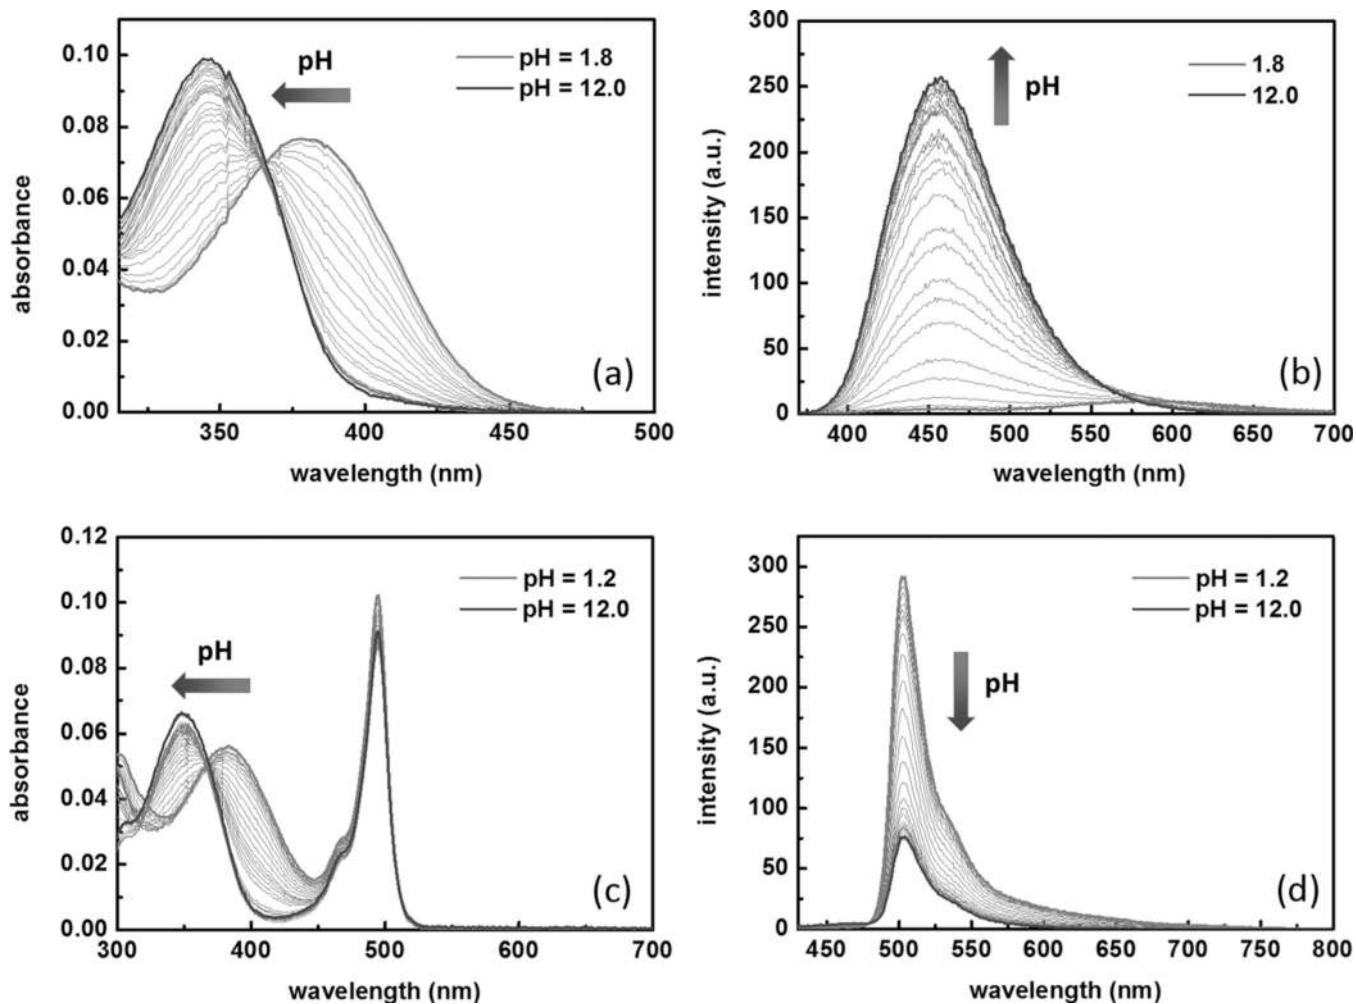 0.10
0.08
0.06
0.04
0.02
0.00
absorbance
pH
pH = 1.8
pH = 12.0
(a)
350
400
450
500
wavelength (nm)
300
250
200
150
100
50
0
intensity (a.u.)
pH
1.8
12.0
(b)
400
450
500
550
600
650
700
wavelength (nm)
0.12
0.10
0.08
0.06
0.04
0.02
0.00
absorbance
pH
pH = 1.2
pH = 12.0
(c)
300
400
500
600
700
wavelength (nm)
300
250
200
150
100
50
0
intensity (a.u.)
pH = 1.2
pH = 12.0
pH
(d)
450
500
550
600
650
700
750
800
wavelength (nm)